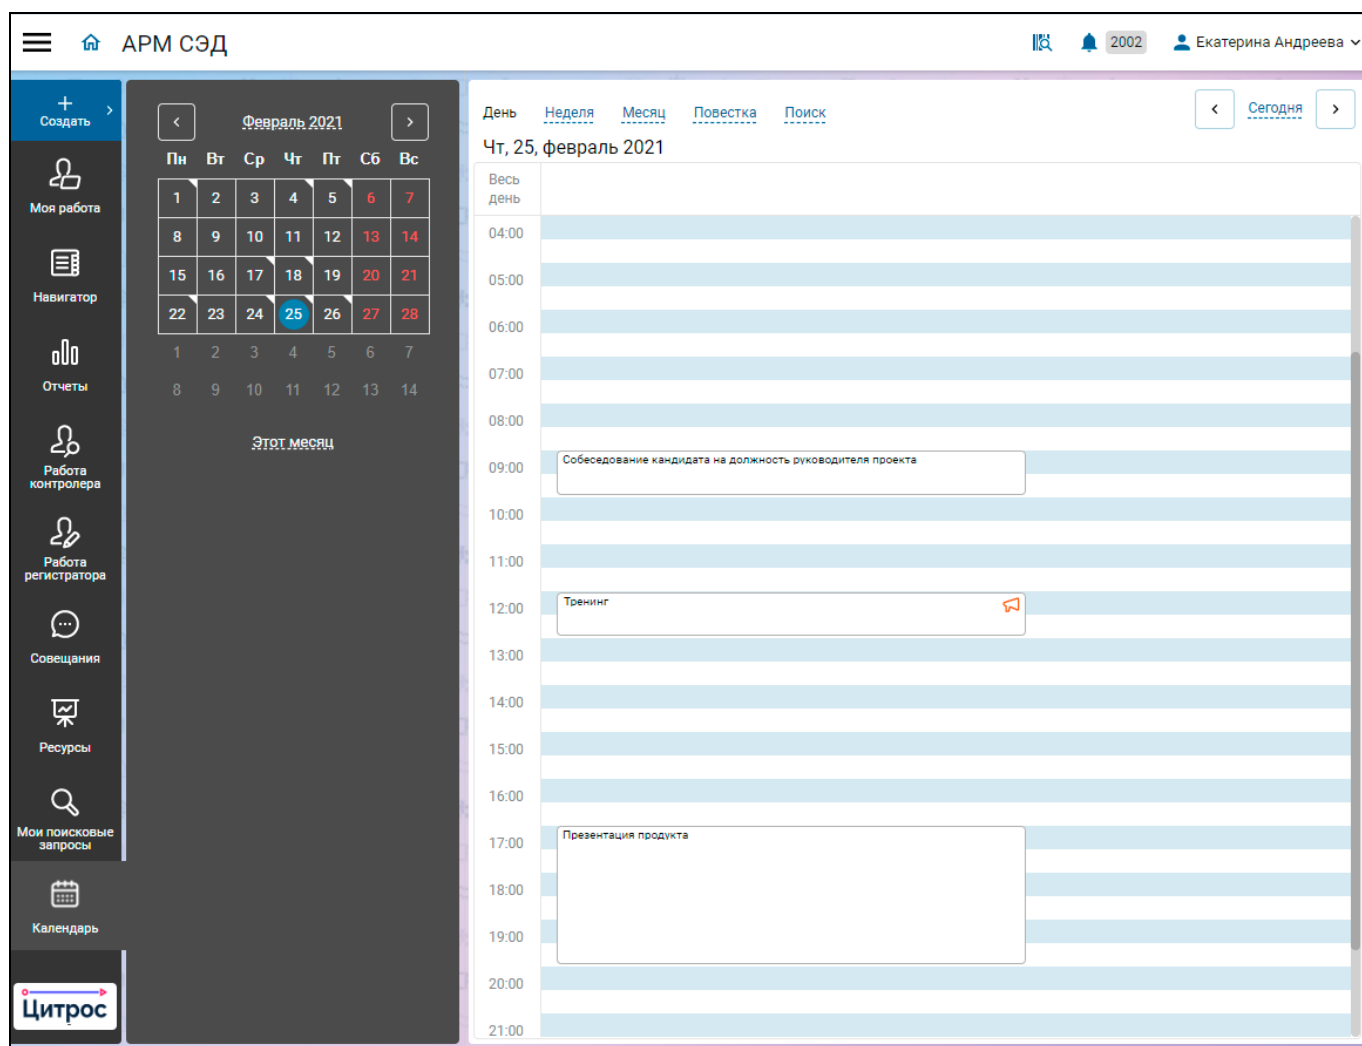 АРМ СЭД
2002 Екатерина Андреева
+
Создать
Моя работа
Навигатор
Отчеты
Работа
контролера
Работа
регистратора
Совещания
Ресурсы
Мои поисковые
запросы
Календарь
Цитрос
Февраль 2021
Пн Вт Ср Чт Пт Сб Вс
1 2 3 4 5 6 7
8 9 10 11 12 13 14
15 16 17 18 19 20 21
22 23 24 25 26 27 28
1 2 3 4 5 6 7
8 9 10 11 12 13 14
Этот месяц
День Неделя Месяц Повестка Поиск
Сегодня
Чт, 25, февраль 2021
Весь
день
04:00
05:00
06:00
07:00
08:00
09:00 Собеседование кандидата на должность руководителя проекта
10:00
11:00
12:00 Тренинг
13:00
14:00
15:00
16:00
17:00 Презентация продукта
18:00
19:00
20:00
21:00